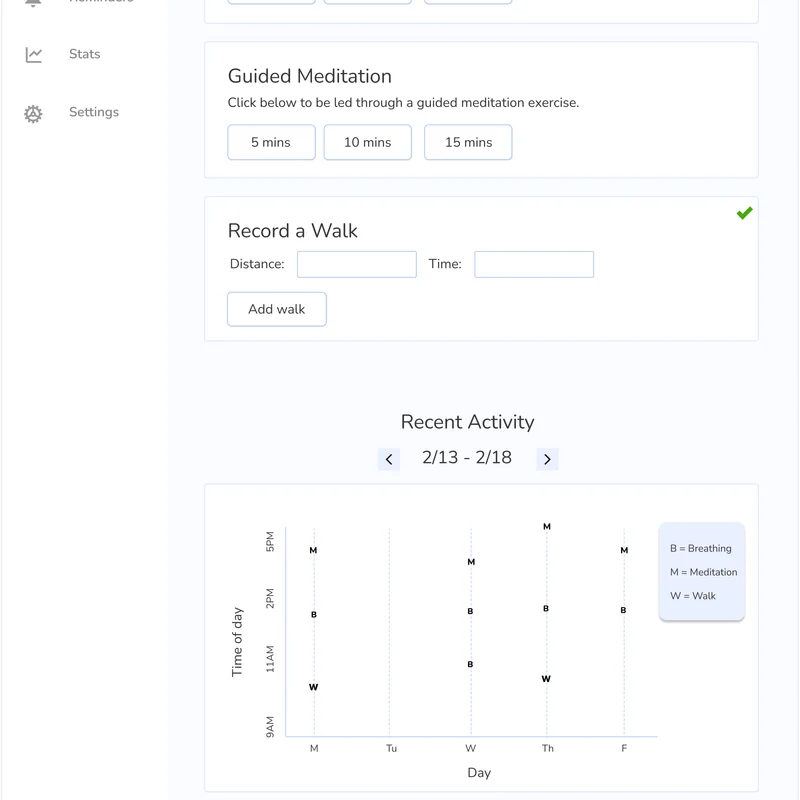 Reminders
Stats
Settings
Guided Meditation
Click below to be led through a guided meditation exercise.
5 mins 10 mins 15 mins
Record a Walk
Distance: Time:
Add walk
Recent Activity
2/13 - 2/18
Time of day
5PM
2PM
11AM
9AM
M M M M
B B B B
B
W W
M Tu W Th F
Day
B = Breathing
M = Meditation
W = Walk